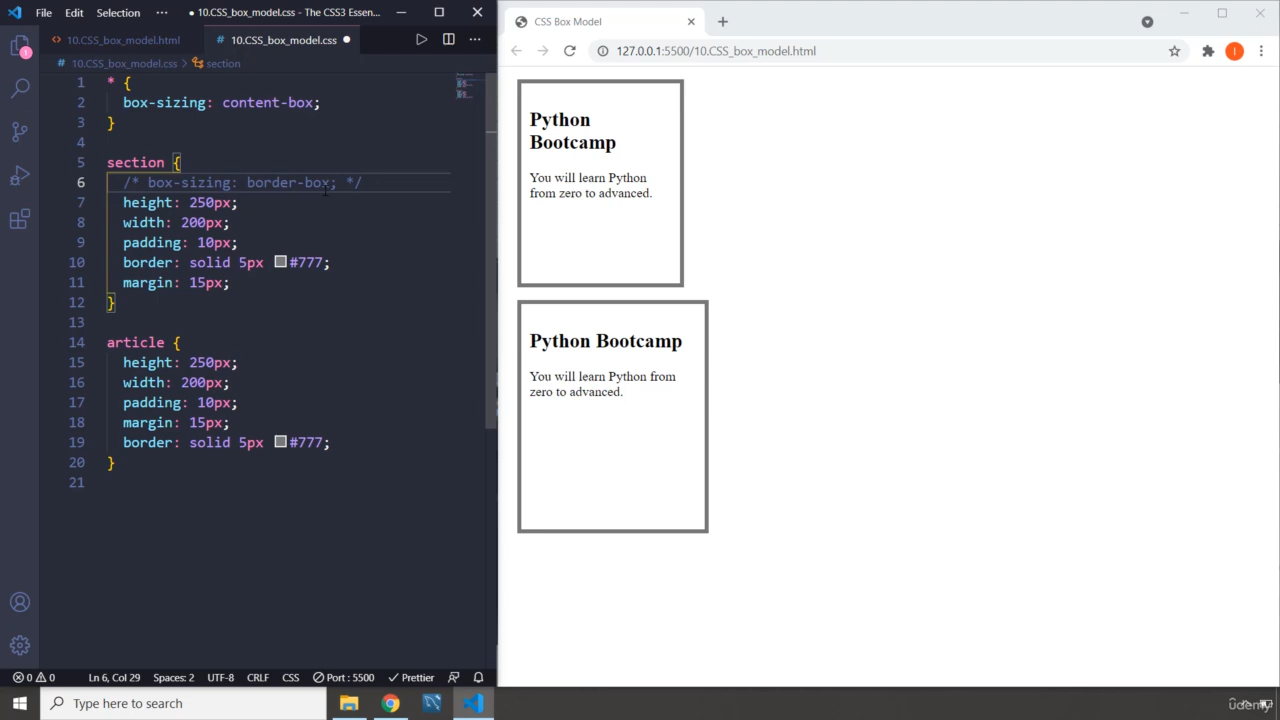 File Edit Selection ··· ● 10.CSS_box_model.css - The CSS3 Essen...
10.CSS_box_model.html
# 10.CSS_box_model.css ●
# 10.CSS_box_model.css > section
1 * {
2 box-sizing: content-box;
3 }
4
5 section {
6 /* box-sizing: border-box; */
7 height: 250px;
8 width: 200px;
9 padding: 10px;
10 border: solid 5px #777;
11 margin: 15px;
12 }
13
14 article {
15 height: 250px;
16 width: 200px;
17 padding: 10px;
18 margin: 15px;
19 border: solid 5px #777;
20 }
21
1
0 0 Ln 6, Col 29 Spaces: 2 UTF-8 CRLF CSS Port : 5500 Prettier
CSS Box Model
127.0.0.1:5500/10.CSS_box_model.html
I
Python
Bootcamp
You will learn Python
from zero to advanced.
Python Bootcamp
You will learn Python from
zero to advanced.
Type here to search
udemy